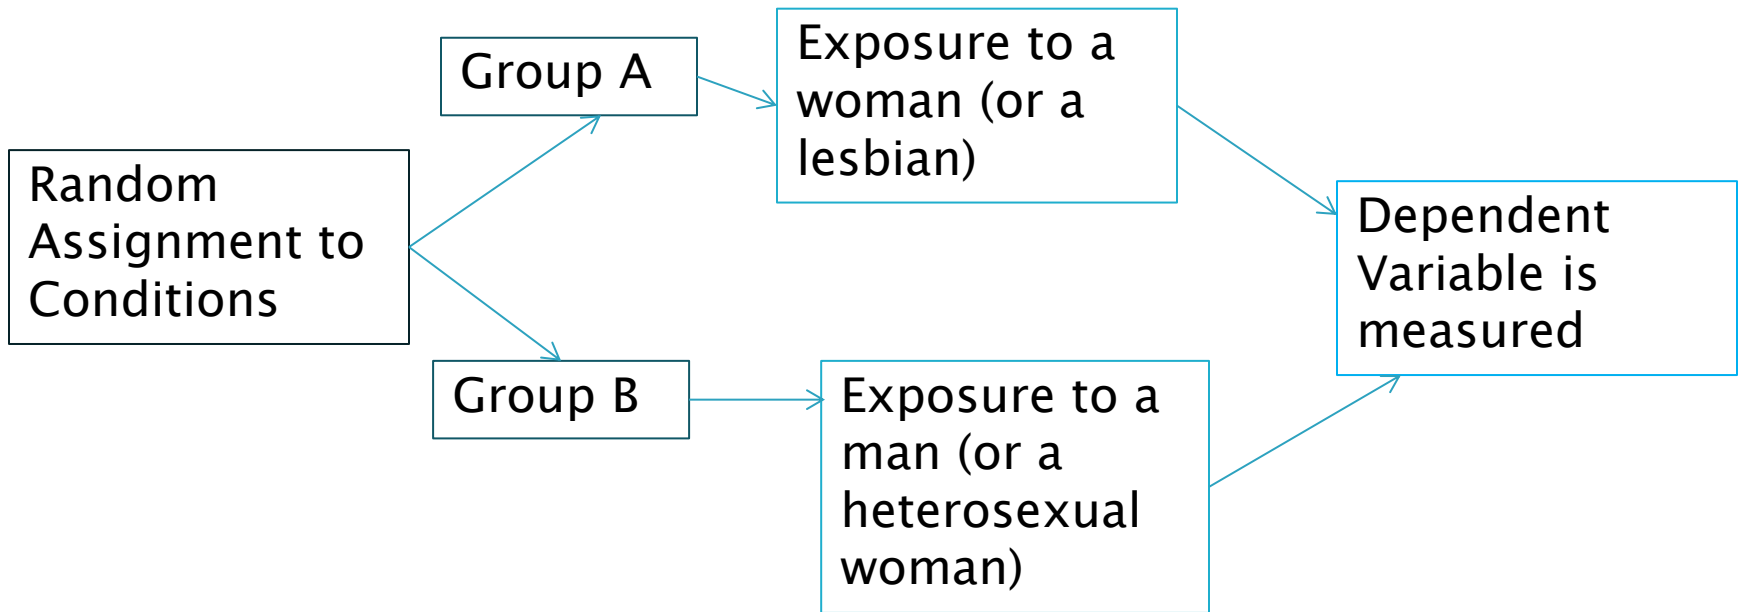 Random
Assignment to
Conditions
Group A
Exposure to a
woman (or a
lesbian)
Group B
Exposure to a
man (or a
heterosexual
woman)
Dependent
Variable is
measured